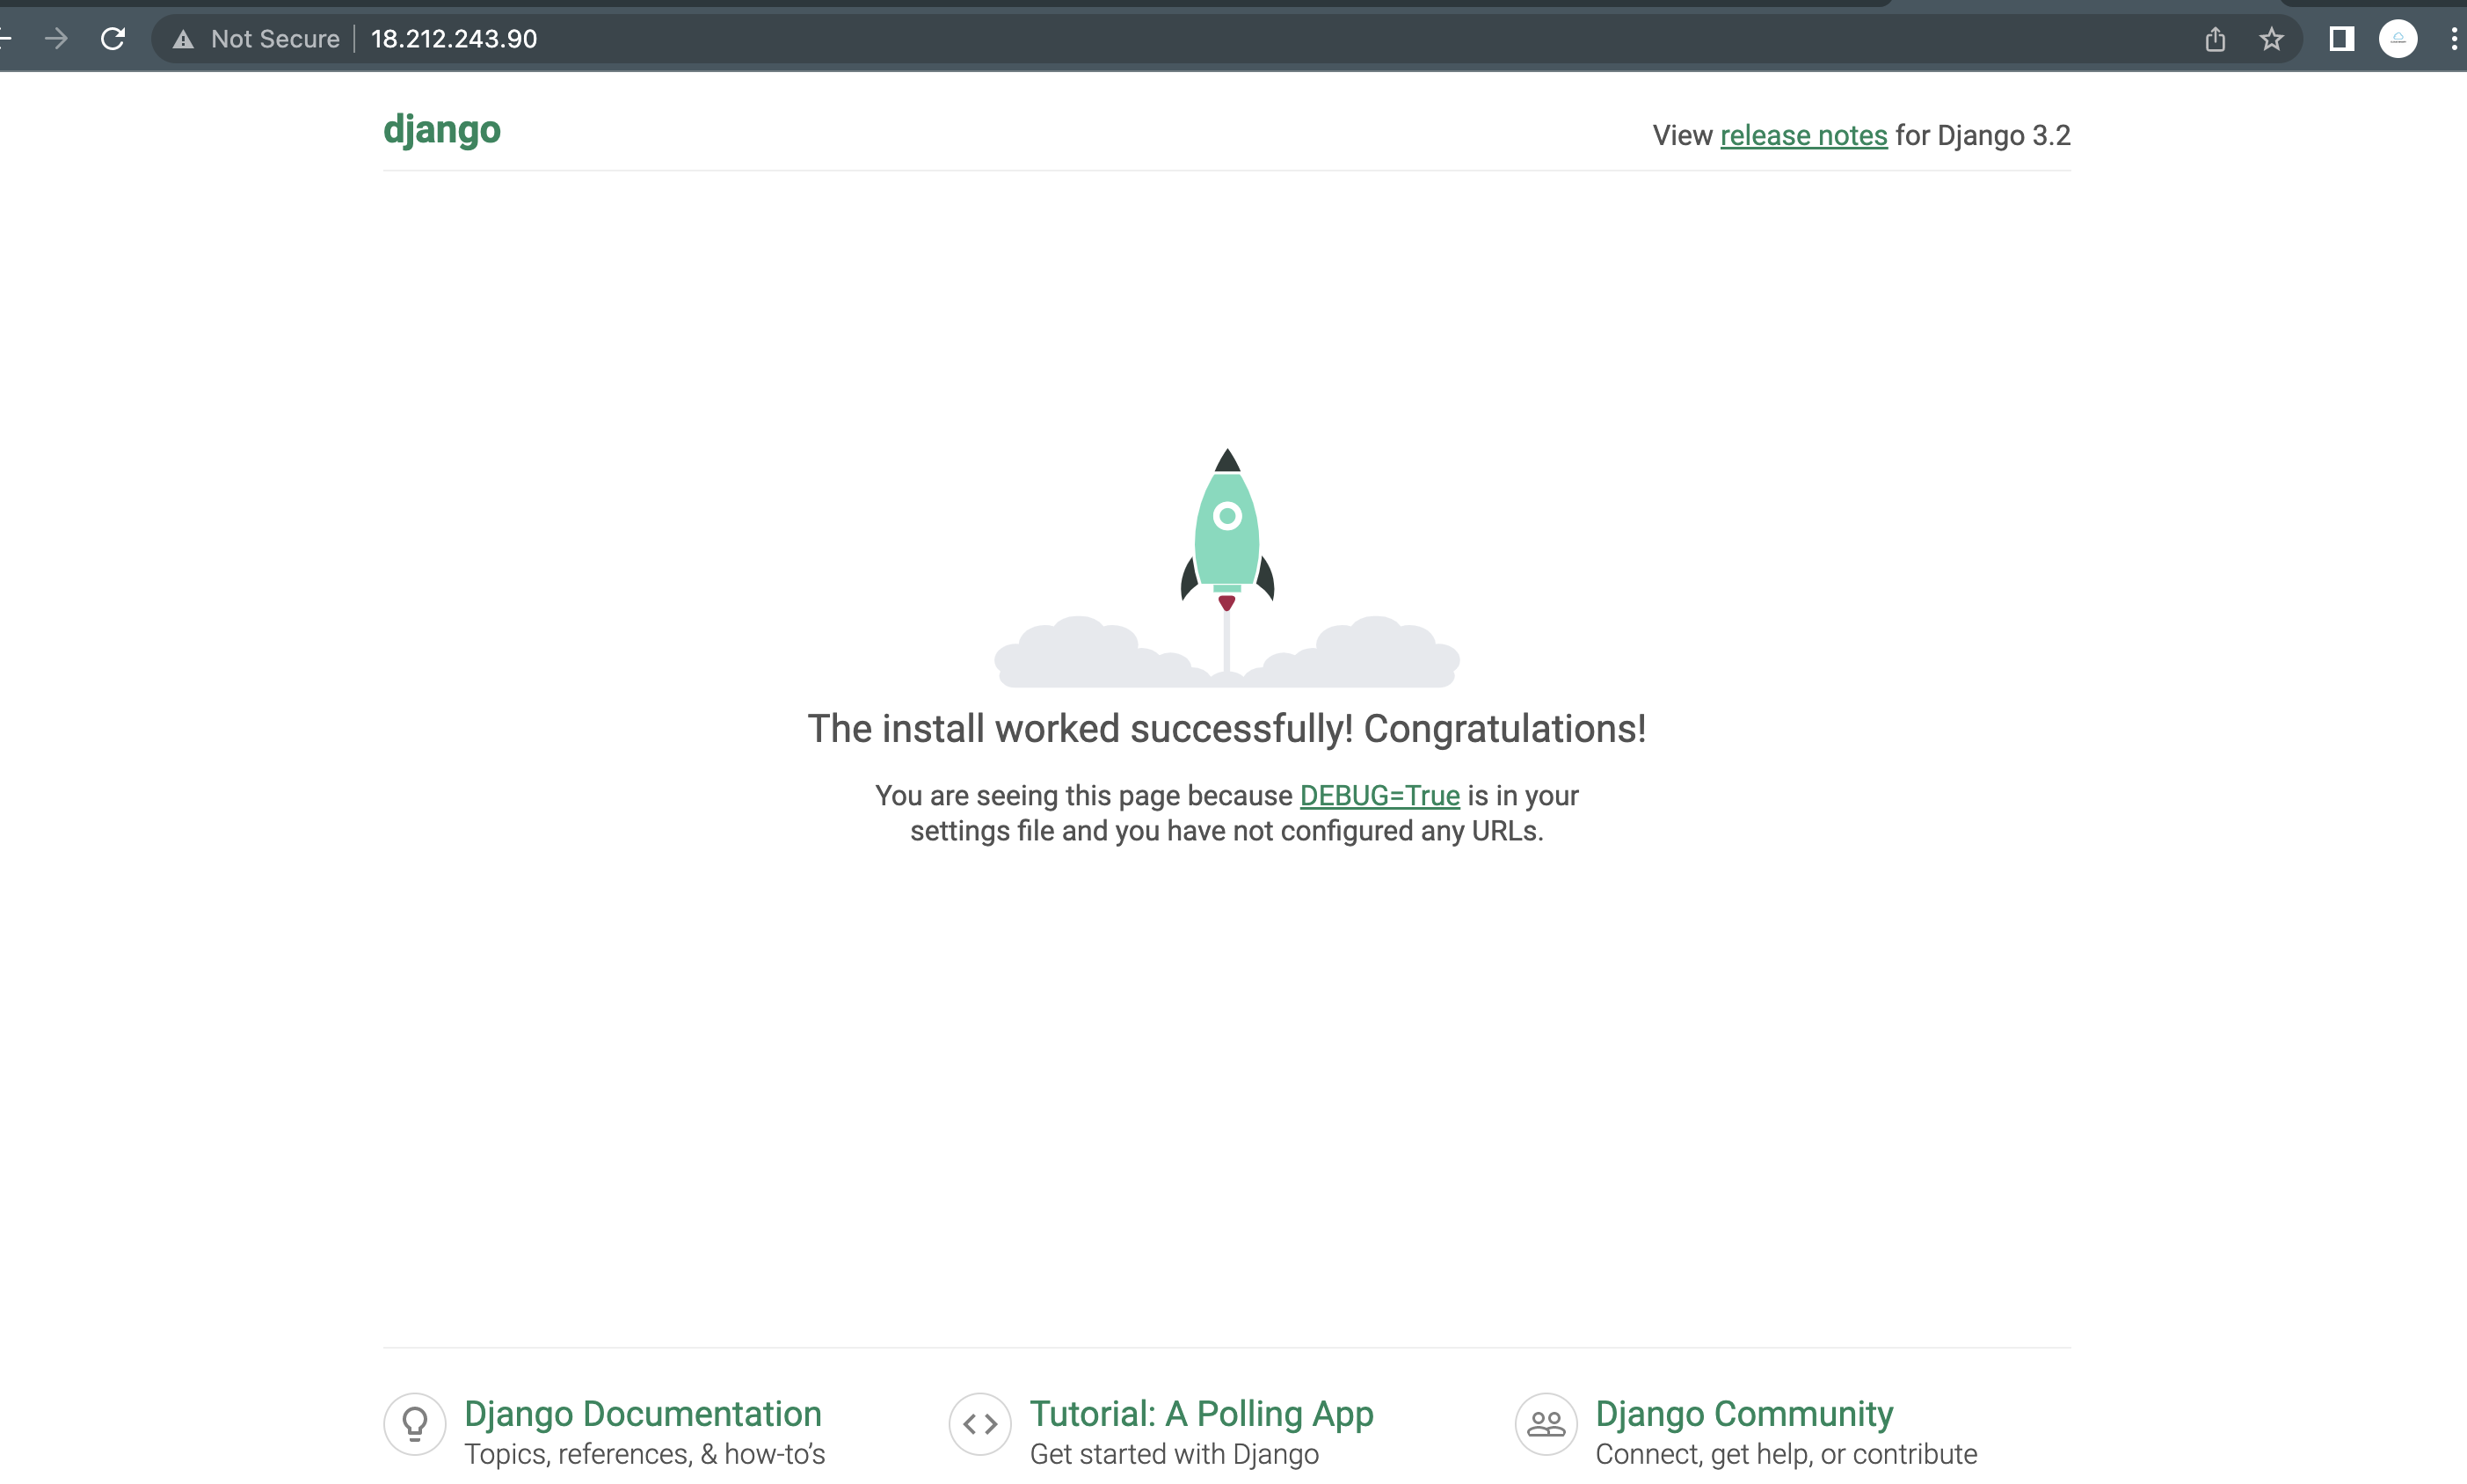 Not Secure | 18.212.243.90
django
View release notes for Django 3.2
The install worked successfully! Congratulations!
You are seeing this page because DEBUG=True is in your
settings file and you have not configured any URLs.
Django Documentation
Topics, references, & how-to’s
Tutorial: A Polling App
Get started with Django
Django Community
Connect, get help, or contribute